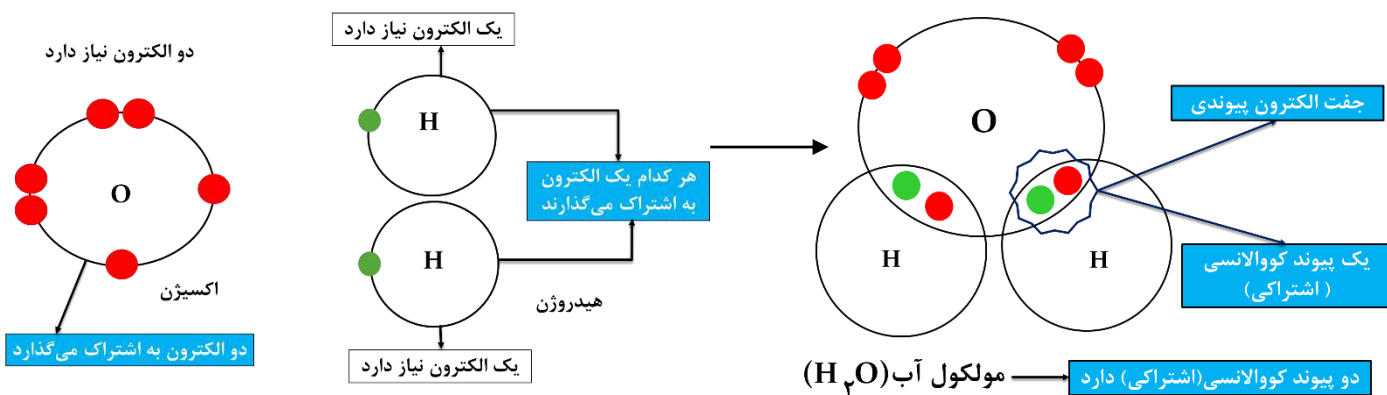 دو الکترون نیاز دارد
O
اکسیژن
دو الکترون به اشتراک می‌گذارد
یک الکترون نیاز دارد
H
هر کدام یک الکترون
به اشتراک می‌گذارند
H
هیدروژن
یک الکترون نیاز دارد
O
H
H
جفت الکترون پیوندی
یک پیوند کووالانسی
( اشتراکی)
مولکول آب(H₂O)
دو پیوند کووالانسی(اشتراکی) دارد